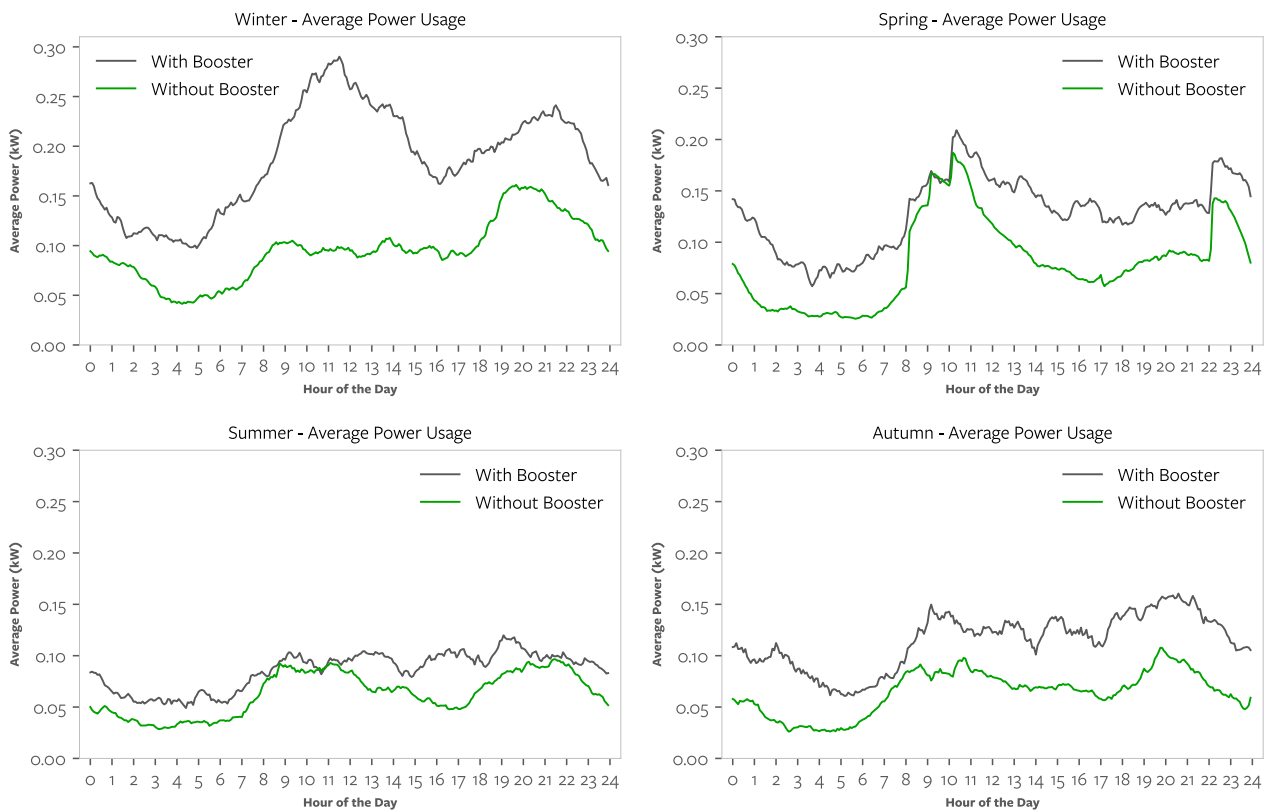 Winter - Average Power Usage
With Booster
Without Booster
0.30
0.25
0.20
0.15
0.10
0.05
0.00
Average Power (kW)
0 1 2 3 4 5 6 7 8 9 10 11 12 13 14 15 16 17 18 19 20 21 22 23 24
Hour of the Day
Spring - Average Power Usage
With Booster
Without Booster
0.30
0.25
0.20
0.15
0.10
0.05
0.00
Average Power (kW)
0 1 2 3 4 5 6 7 8 9 10 11 12 13 14 15 16 17 18 19 20 21 22 23 24
Hour of the Day
Summer - Average Power Usage
With Booster
Without Booster
0.30
0.25
0.20
0.15
0.10
0.05
0.00
Average Power (kW)
0 1 2 3 4 5 6 7 8 9 10 11 12 13 14 15 16 17 18 19 20 21 22 23 24
Hour of the Day
Autumn - Average Power Usage
With Booster
Without Booster
0.30
0.25
0.20
0.15
0.10
0.05
0.00
Average Power (kW)
0 1 2 3 4 5 6 7 8 9 10 11 12 13 14 15 16 17 18 19 20 21 22 23 24
Hour of the Day